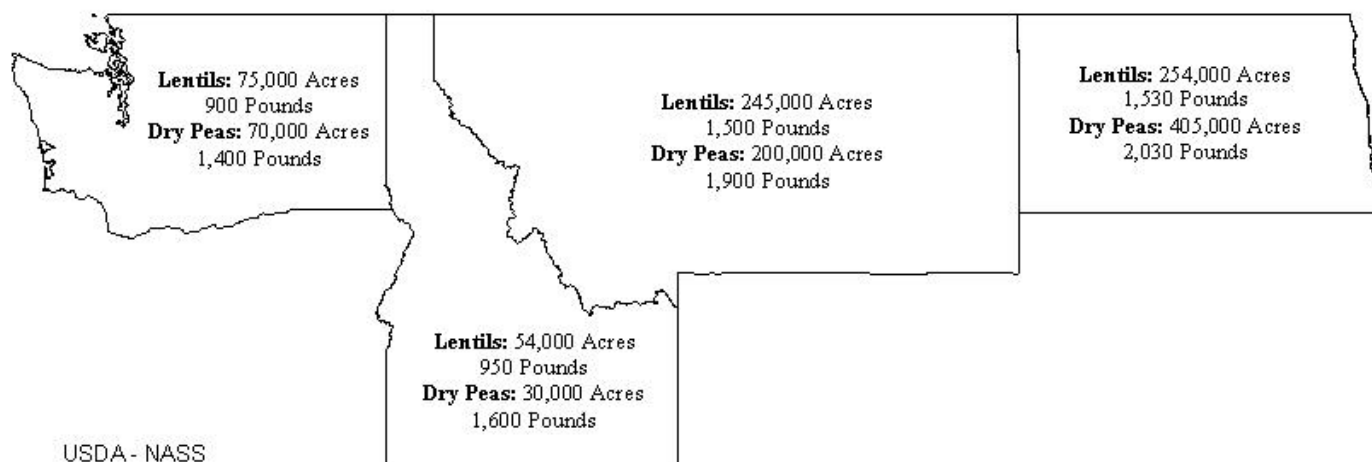 Lentils: 75,000 Acres
900 Pounds
Dry Peas: 70,000 Acres
1,400 Pounds
Lentils: 245,000 Acres
1,500 Pounds
Dry Peas: 200,000 Acres
1,900 Pounds
Lentils: 254,000 Acres
1,530 Pounds
Dry Peas: 405,000 Acres
2,030 Pounds
Lentils: 54,000 Acres
950 Pounds
Dry Peas: 30,000 Acres
1,600 Pounds
USDA - NASS